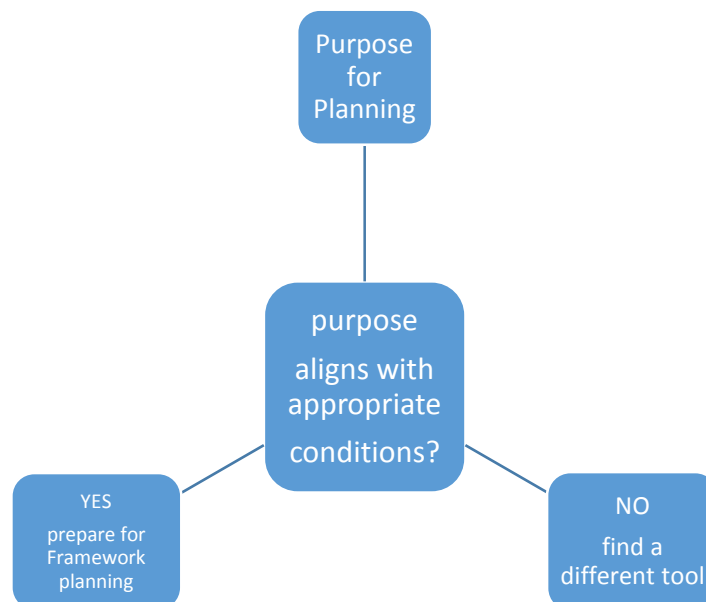 Purpose
for
Planning
purpose
aligns with
appropriate
conditions?
YES
prepare for
Framework
planning
NO
find a
different tool